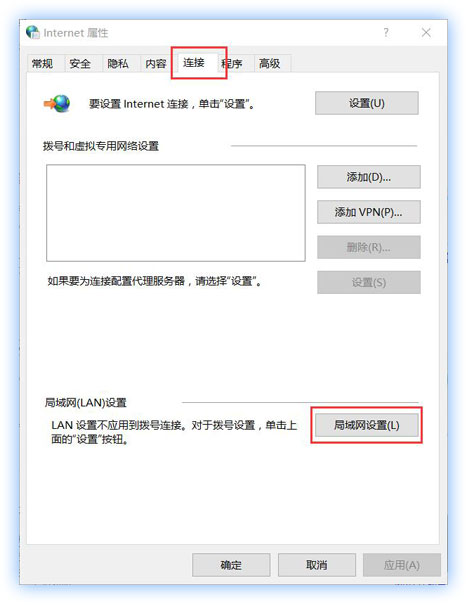 Internet 属性
常规 安全 隐私 内容 连接 程序 高级
要设置 Internet 连接，单击“设置”。 设置(U)
拨号和虚拟专用网络设置
添加(D)...
添加 VPN(P)...
删除(R)...
如果要为连接配置代理服务器，请选择“设置”。 设置(S)
局域网(LAN)设置
LAN 设置不应用到拨号连接。对于拨号设置，单击上
面的“设置”按钮。
局域网设置(L)
确定 取消 应用(A)